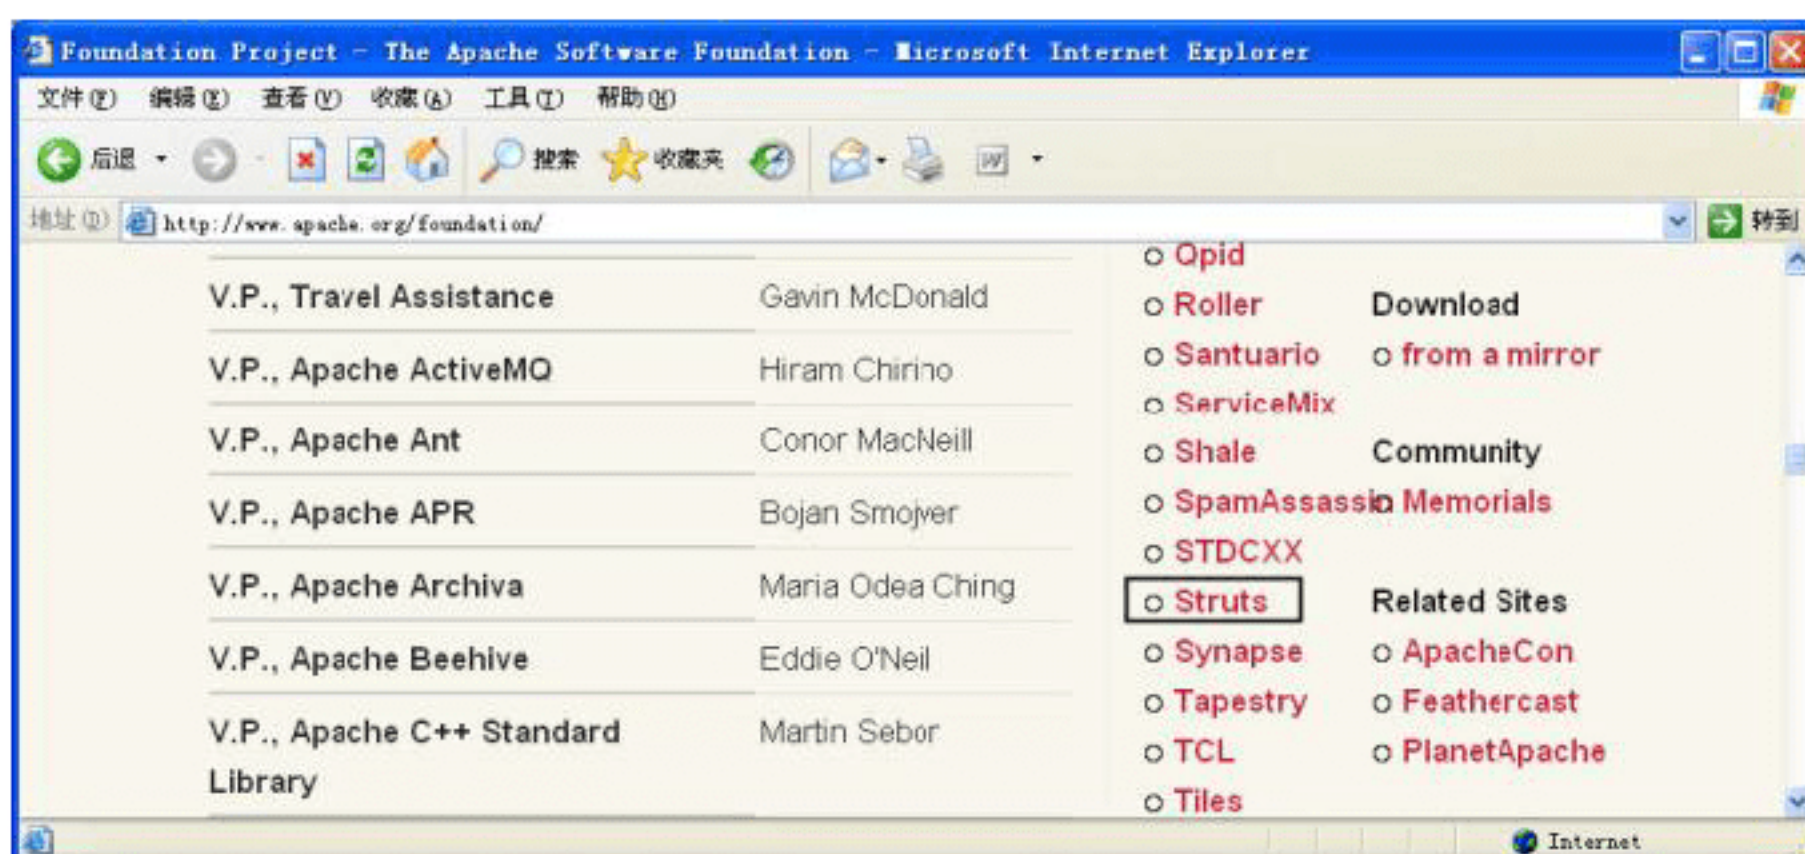 Foundation Project - The Apache Software Foundation - Microsoft Internet Explorer
文件(F) 编辑(E) 查看(V) 收藏(A) 工具(T) 帮助(H)
后退 搜索 收藏夹
地址(D) http://www.apache.org/foundation/ 转到
V.P., Travel Assistance Gavin McDonald
V.P., Apache ActiveMQ Hiram Chirino
V.P., Apache Ant Conor MacNeill
V.P., Apache APR Bojan Smojver
V.P., Apache Archiva Maria Odea Ching
V.P., Apache Beehive Eddie O'Neil
V.P., Apache C++ Standard Martin Sebor
Library
Qpid
Roller
Santuario
ServiceMix
Shale
SpamAssassin
STDCXX
Struts
Synapse
Tapestry
TCL
Tiles
Download
from a mirror
Community
Memorials
Related Sites
ApacheCon
Feathercast
PlanetApache
Internet